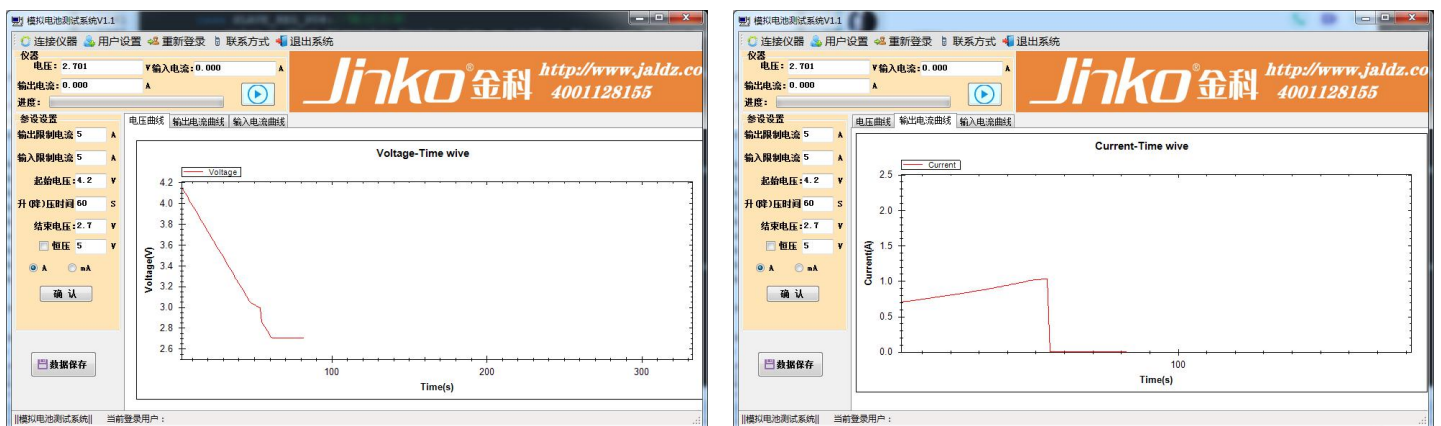 模拟电池测试系统V1.1
连接仪器 用户设置 重新登录 联系方式 退出系统
仪器
电压: 2.701 V 输入电流: 0.000 A
输出电流: 0.000 A
进度:
Jinko®金科 http://www.jaldz.co
4001128155
参设设置
输出限制电流 5 A
输入限制电流 5 A
起始电压: 4.2 V
升(降)压时间 60 S
结束电压: 2.7 V
恒压 5 V
A mA
确 认
数据保存
电压曲线 输出电流曲线 输入电流曲线
Voltage-Time wive
Voltage
4.2
4.0
3.8
3.6
3.4
3.2
3.0
2.8
2.6
Voltage(V)
100 200 300
Time(s)
||模拟电池测试系统|| 当前登录用户:
模拟电池测试系统V1.1
连接仪器 用户设置 重新登录 联系方式 退出系统
仪器
电压: 2.701 V 输入电流: 0.000 A
输出电流: 0.000 A
进度:
Jinko®金科 http://www.jaldz.co
4001128155
参设设置
输出限制电流 5 A
输入限制电流 5 A
起始电压: 4.2 V
升(降)压时间 60 S
结束电压: 2.7 V
恒压 5 V
A mA
确 认
数据保存
电压曲线 输出电流曲线 输入电流曲线
Current-Time wive
Current
2.5
2.0
1.5
1.0
0.5
0.0
Current(A)
100
Time(s)
||模拟电池测试系统|| 当前登录用户: